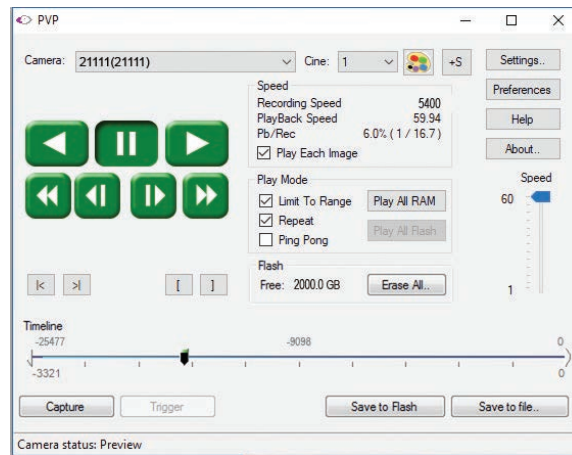 PVP
Camera: 21111(21111) Cine: 1 +S Settings..
Speed
Recording Speed 5400
PlayBack Speed 59.94
Pb/Rec 6.0% ( 1 / 16.7 )
Play Each Image
Preferences
Help
About..
Play Mode
Limit To Range Play All RAM
Repeat
Play All Flash
Ping Pong
Speed
60
1
Flash
Free: 2000.0 GB Erase All..
|< >| [ ]
Timeline
-25477 -9098 0
-3321 0
Capture Trigger Save to Flash Save to file..
Camera status: Preview